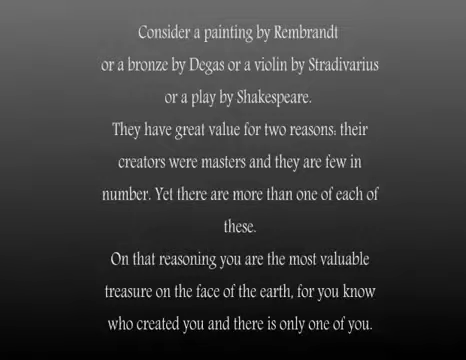 Consider a painting by Rembrandt
or a bronze by Degas or a violin by Stradivarius
or a play by Shakespeare.
They have great value for two reasons: their
creators were masters and they are few in
number. Yet there are more than one of each of
these.
On that reasoning you are the most valuable
treasure on the face of the earth, for you know
who created you and there is only one of you.